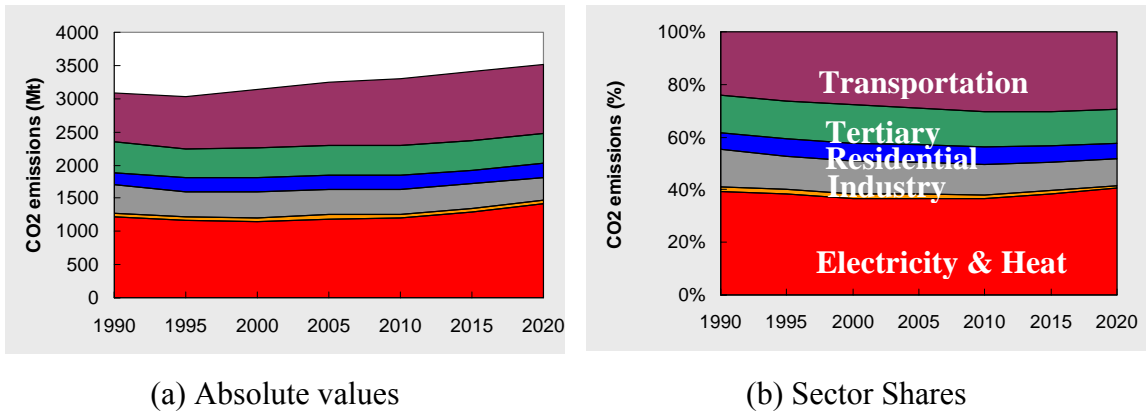 CO2 emissions (Mt)
4000
3500
3000
2500
2000
1500
1000
500
0
1990 1995 2000 2005 2010 2015 2020
(a) Absolute values
CO2 emissions (%)
100%
80%
60%
40%
20%
0%
Transportation
Tertiary
Residential
Industry
Electricity & Heat
1990 1995 2000 2005 2010 2015 2020
(b) Sector Shares